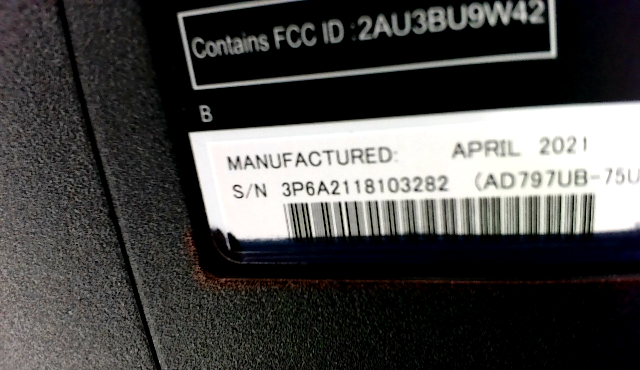 Contains FCC ID :2AU3BU9W42
B
MANUFACTURED: APRIL 2021
S/N 3P6A2118103282 (AD797UB-75U